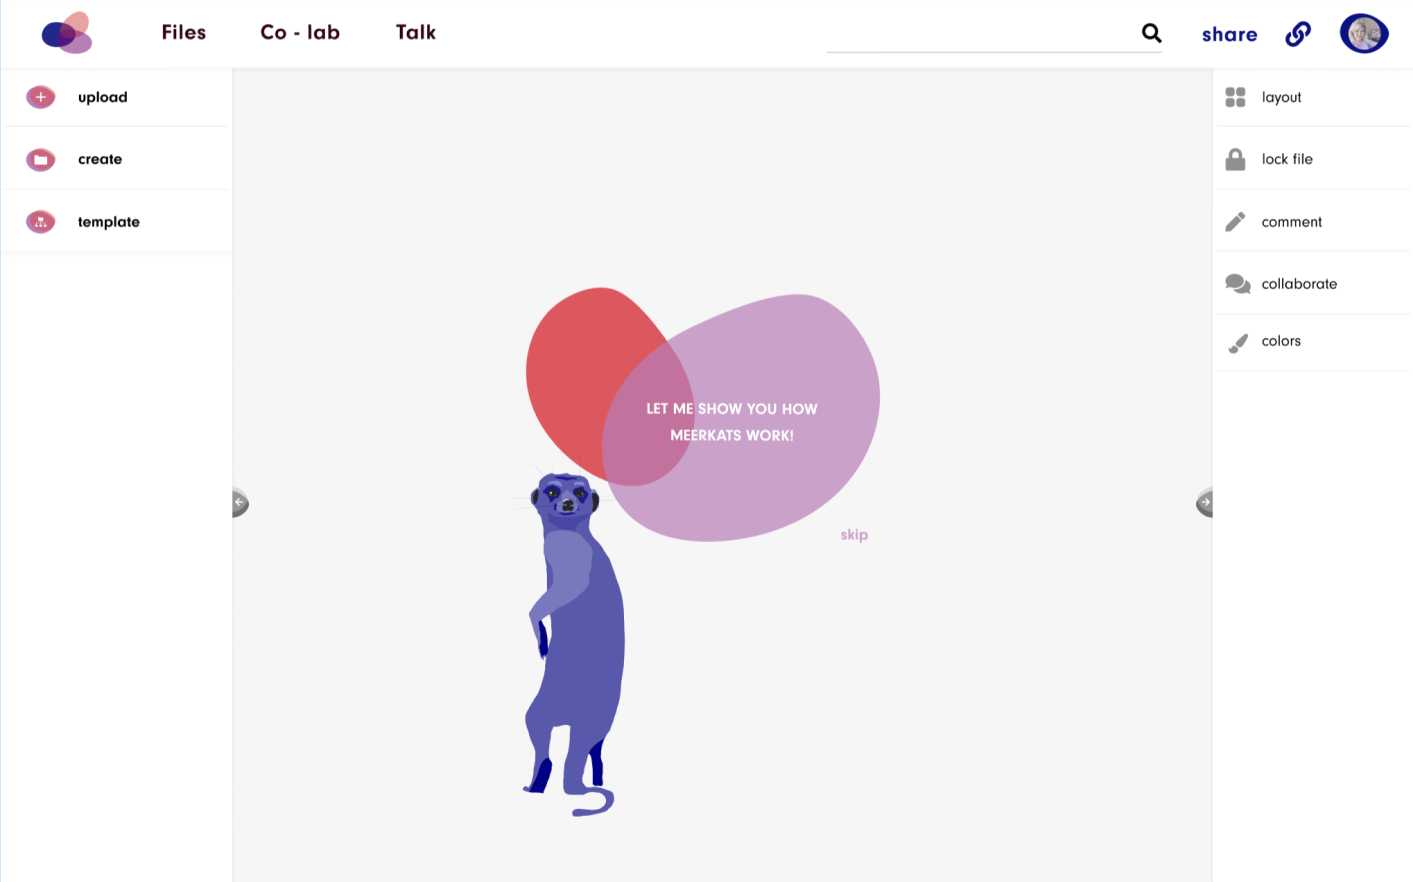 Files
Co - lab
Talk
share
upload
create
template
layout
lock file
comment
collaborate
colors
LET ME SHOW YOU HOW
MEERKATS WORK!
skip